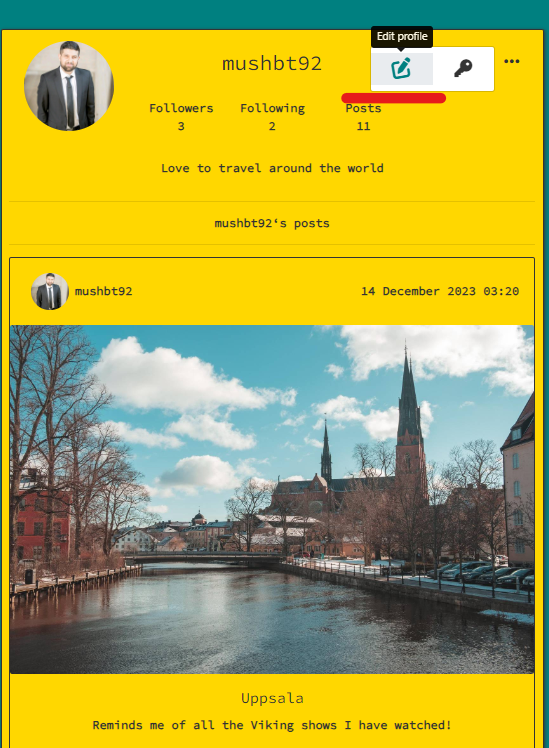 Edit profile
mushbt92
Followers Following Posts
3 2 11
Love to travel around the world
mushbt92‘s posts
mushbt92 14 December 2023 03:20
Uppsala
Reminds me of all the Viking shows I have watched!